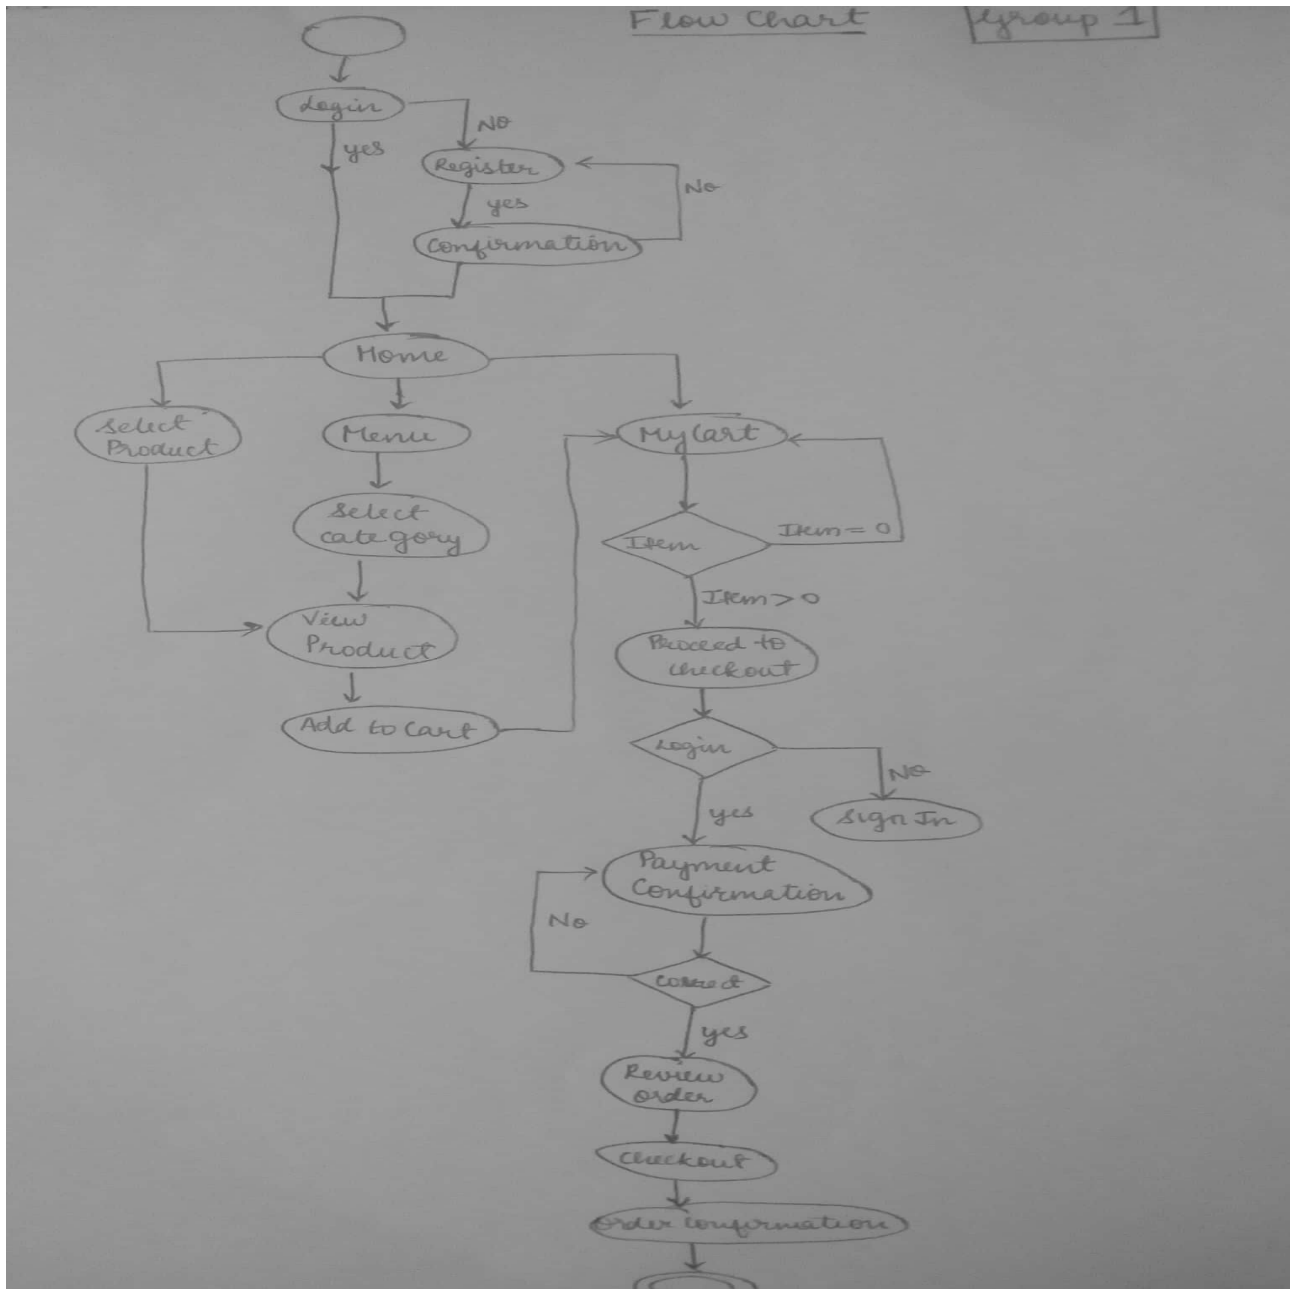 Flow Chart
Group 1
Login
No
yes
Register
No
yes
Confirmation
Home
Select
Product
Menu
My Cart
Select
category
Item
Item = 0
Item > 0
View
Product
Proceed to
checkout
Add to Cart
Login
No
yes
Sign In
Payment
Confirmation
No
correct
yes
Review
order
checkout
order confirmation